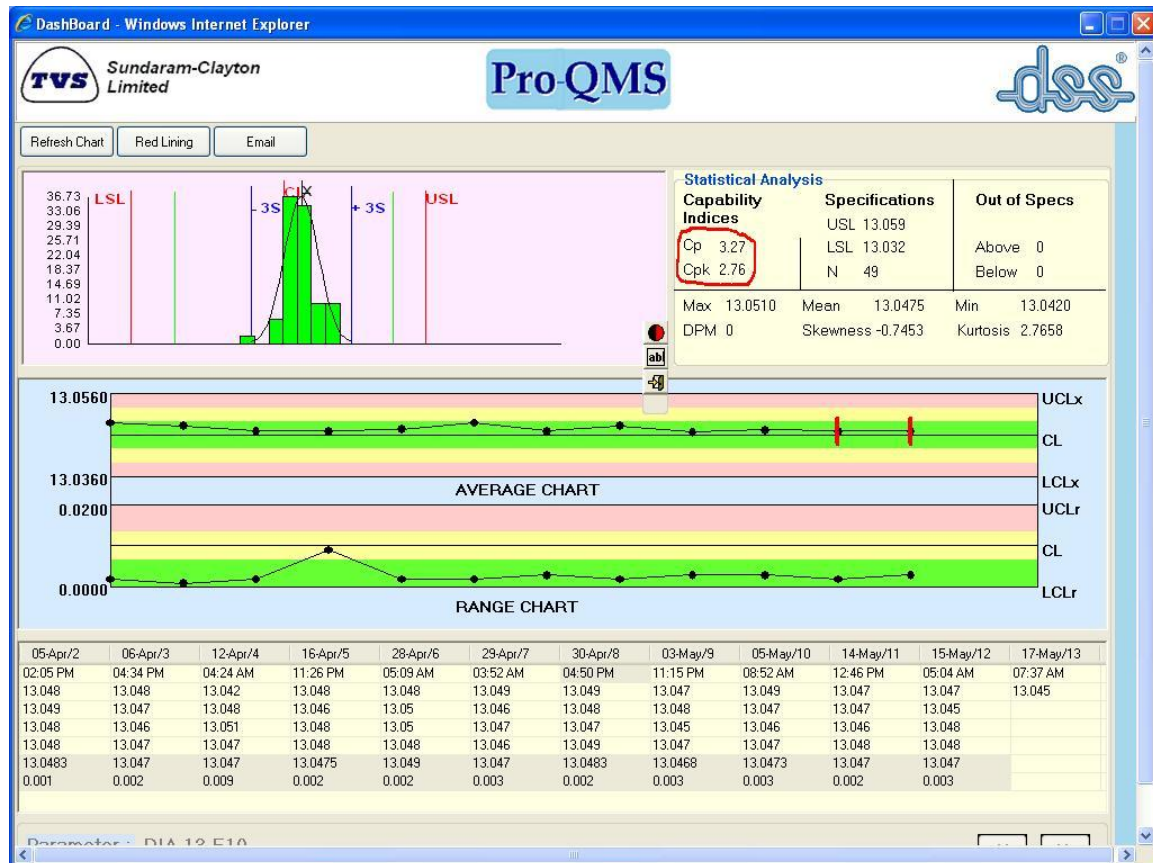 DashBoard - Windows Internet Explorer
TVS Sundaram-Clayton Limited
Pro-QMS
dss ®
Refresh Chart Red Lining Email
36.73
33.06
29.39
25.71
22.04
18.37
14.69
11.02
7.35
3.67
0.00
LSL - 3S CL X + 3S USL
Statistical Analysis
Capability Indices Specifications Out of Specs
USL 13.059
Cp 3.27 LSL 13.032 Above 0
Cpk 2.76 N 49 Below 0
Max 13.0510 Mean 13.0475 Min 13.0420
DPM 0 Skewness -0.7453 Kurtosis 2.7658
abl
13.0560 UCLx
CL
13.0360 LCLx
AVERAGE CHART
0.0200 UCLr
CL
0.0000 LCLr
RANGE CHART
05-Apr/2 06-Apr/3 12-Apr/4 16-Apr/5 28-Apr/6 29-Apr/7 30-Apr/8 03-May/9 05-May/10 14-May/11 15-May/12 17-May/13
02:05 PM 04:34 PM 04:24 AM 11:26 PM 05:09 AM 03:52 AM 04:50 PM 11:15 PM 08:52 AM 12:46 PM 05:04 AM 07:37 AM
13.048 13.048 13.042 13.048 13.048 13.049 13.049 13.047 13.049 13.047 13.047 13.045
13.049 13.047 13.048 13.046 13.05 13.046 13.048 13.048 13.047 13.047 13.045
13.048 13.046 13.051 13.048 13.05 13.047 13.047 13.045 13.046 13.046 13.048
13.048 13.047 13.047 13.048 13.048 13.046 13.049 13.047 13.047 13.048 13.048
13.0483 13.047 13.047 13.0475 13.049 13.047 13.0483 13.0468 13.0473 13.047 13.047
0.001 0.002 0.009 0.002 0.002 0.003 0.002 0.003 0.003 0.002 0.003
Parameter : DIA 13 F10